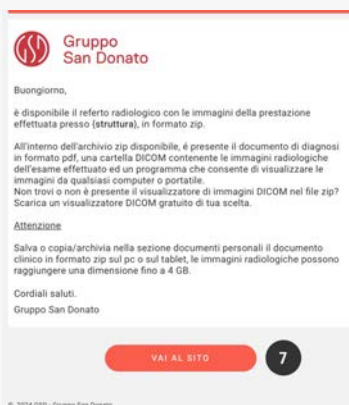 GSD
Gruppo
San Donato
Buongiorno,
è disponibile il referto radiologico con le immagini della prestazione
effettuata presso {struttura}, in formato zip.
All'interno dell'archivio zip disponibile, é presente il documento di diagnosi
in formato pdf, una cartella DICOM contenente le immagini radiologiche
dell'esame effettuato ed un programma che consente di visualizzare le
immagini da qualsiasi computer o portatile.
Non trovi o non è presente il visualizzatore di immagini DICOM nel file zip?
Scarica un visualizzatore DICOM gratuito di tua scelta.
Attenzione
Salva o copia/archivia nella sezione documenti personali il documento
clinico in formato zip sul pc o sul tablet, le immagini radiologiche possono
raggiungere una dimensione fino a 4 GB.
Cordiali saluti.
Gruppo San Donato
VAI AL SITO
7
© 2024 GSD - Gruppo San Donato